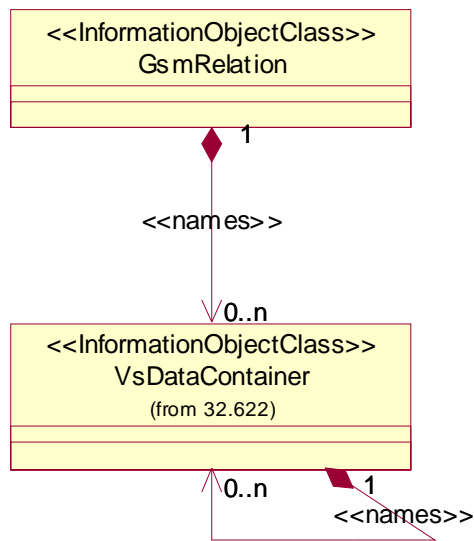 <<InformationObjectClass>>
GsmRelation
1
<<names>>
0..n
<<InformationObjectClass>>
VsDataContainer
(from 32.622)
0..n
1
<<names>>